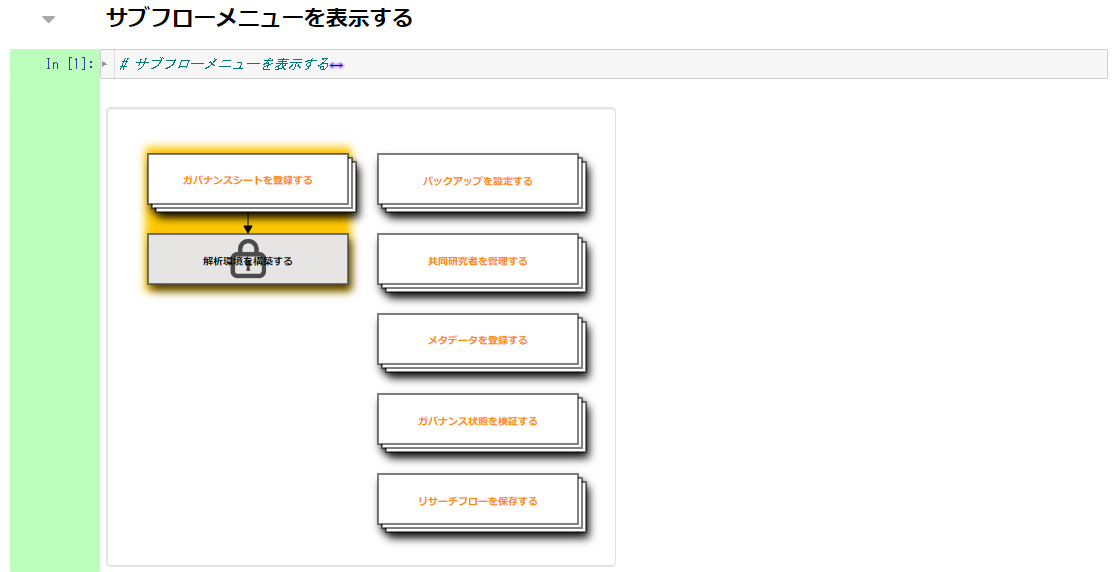 サブフローメニューを表示する
In [1]: # サブフローメニューを表示する↔
ガバナンスシートを登録する
解析環境を構築する
バックアップを設定する
共同研究者を管理する
メタデータを登録する
ガバナンス状態を検証する
リサーチフローを保存する